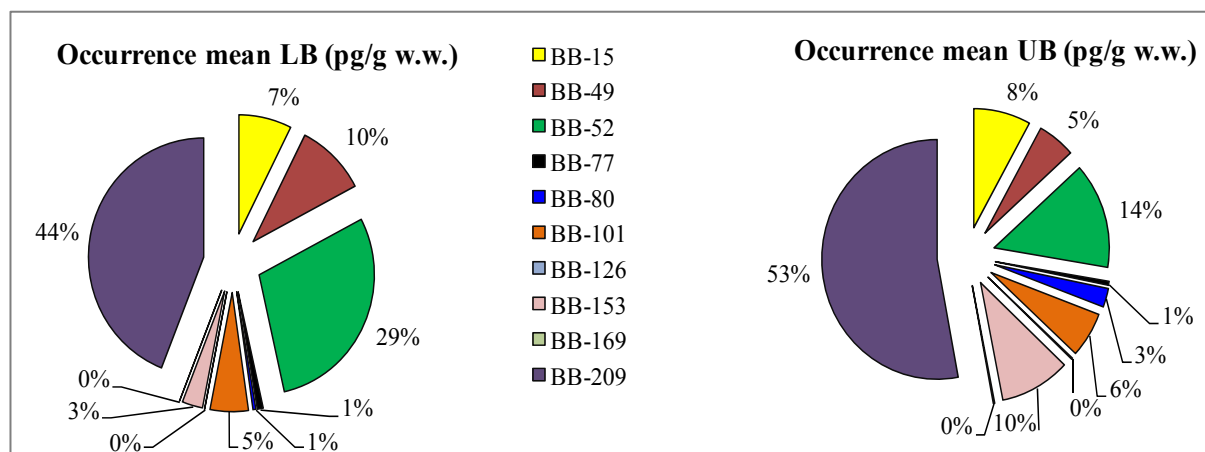 Occurrence mean LB (pg/g w.w.)
7%
10%
29%
1%
1%
5%
0%
3%
0%
44%
BB-15
BB-49
BB-52
BB-77
BB-80
BB-101
BB-126
BB-153
BB-169
BB-209
Occurrence mean UB (pg/g w.w.)
8%
5%
14%
1%
3%
6%
0%
10%
0%
53%